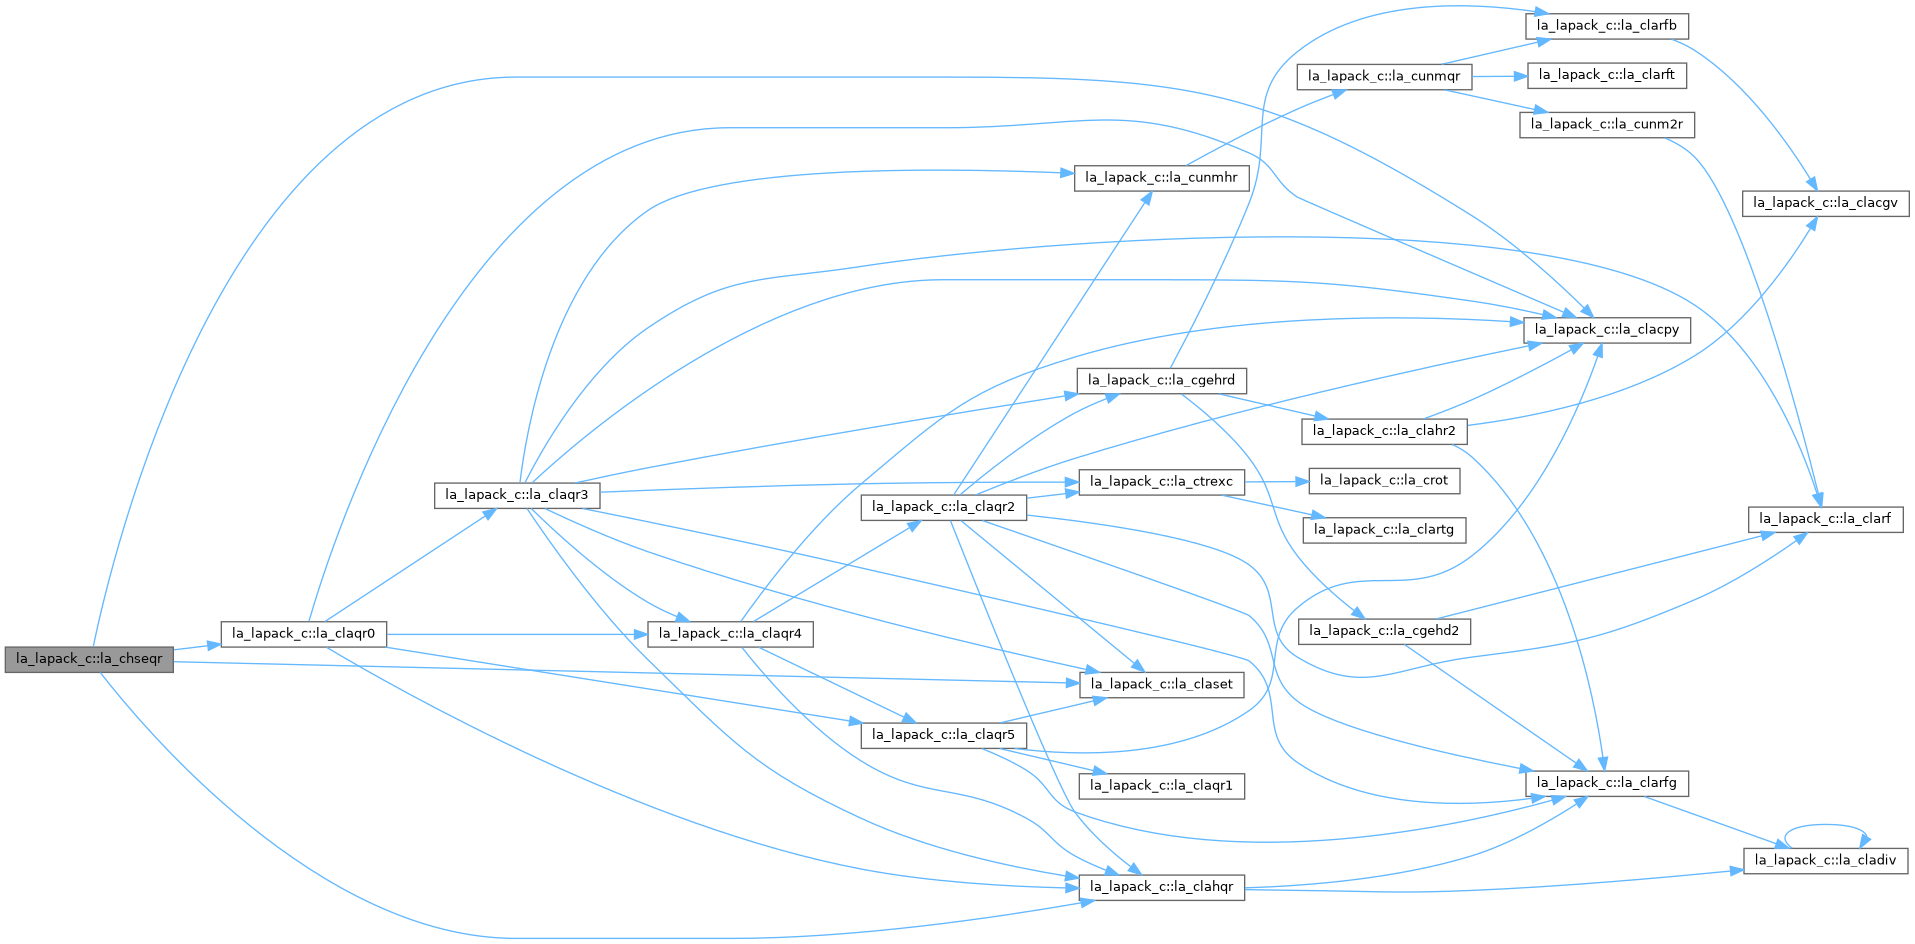 la_lapack_c::la_clarfb
la_lapack_c::la_cunmqr
la_lapack_c::la_clarft
la_lapack_c::la_cunm2r
la_lapack_c::la_cunmhr
la_lapack_c::la_clacgv
la_lapack_c::la_clacpy
la_lapack_c::la_cgehrd
la_lapack_c::la_clahr2
la_lapack_c::la_ctrexc
la_lapack_c::la_crot
la_lapack_c::la_claqr3
la_lapack_c::la_claqr2
la_lapack_c::la_clartg
la_lapack_c::la_clarf
la_lapack_c::la_claqr0
la_lapack_c::la_claqr4
la_lapack_c::la_cgehd2
la_lapack_c::la_chseqr
la_lapack_c::la_claset
la_lapack_c::la_claqr5
la_lapack_c::la_claqr1
la_lapack_c::la_clarfg
la_lapack_c::la_cladiv
la_lapack_c::la_clahqr